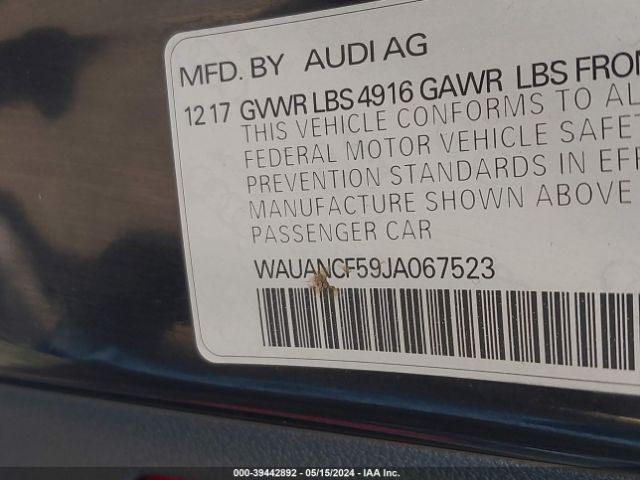 MFD. BY AUDI AG
12 17 GVWR LBS 4916 GAWR LBS FRON
THIS VEHICLE CONFORMS TO AL
FEDERAL MOTOR VEHICLE SAFET
PREVENTION STANDARDS IN EFF
MANUFACTURE SHOWN ABOVE
PASSENGER CAR
WAUANCF59JA067523
000-39442892 - 05/15/2024 - IAA Inc.